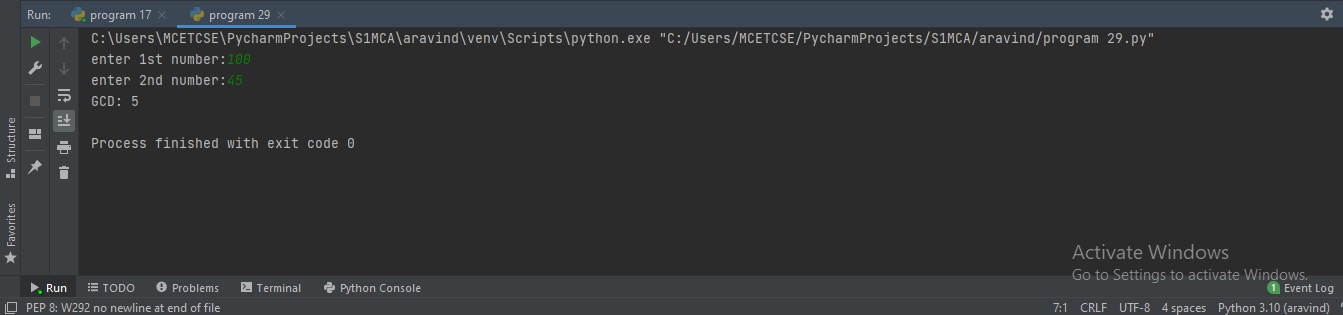 Run: program 17 program 29
C:\Users\MCETCSE\PycharmProjects\S1MCA\aravind\venv\Scripts\python.exe "C:/Users/MCETCSE/PycharmProjects/S1MCA/aravind/program 29.py"
enter 1st number:100
enter 2nd number:45
GCD: 5
Process finished with exit code 0
Structure
Favorites
Activate Windows
Go to Settings to activate Windows.
Run TODO Problems Terminal Python Console 1 Event Log
PEP 8: W292 no newline at end of file 7:1 CRLF UTF-8 4 spaces Python 3.10 (aravind)